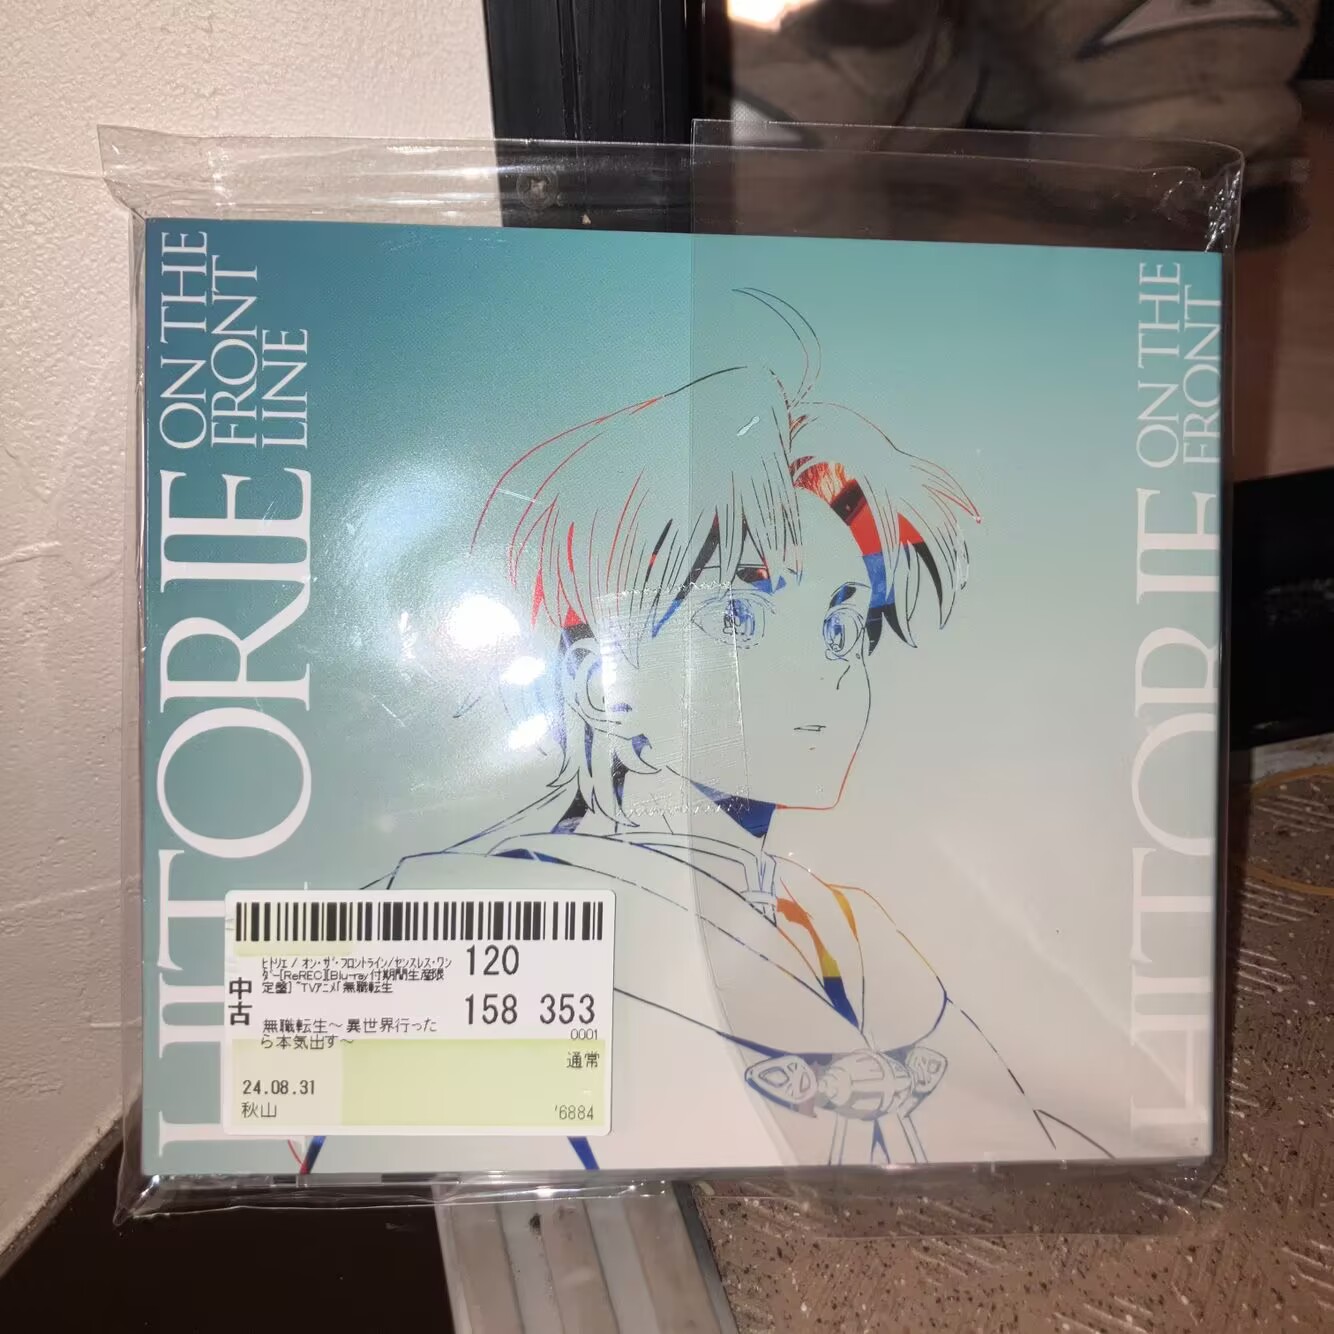 HITORIE ON THE
FRONT
LINE
HITORIE ON THE
FRONT
中古
ヒトリエ / オン・ザ・フロントライン/センスレス・ワン
ダー[ReREC][Blu-ray付期間生産限
定盤] ~TVアニメ「無職転生
120
158 353
0001
無職転生～異世界行った
ら本気出す～
通常
24.08.31
秋山
'6884